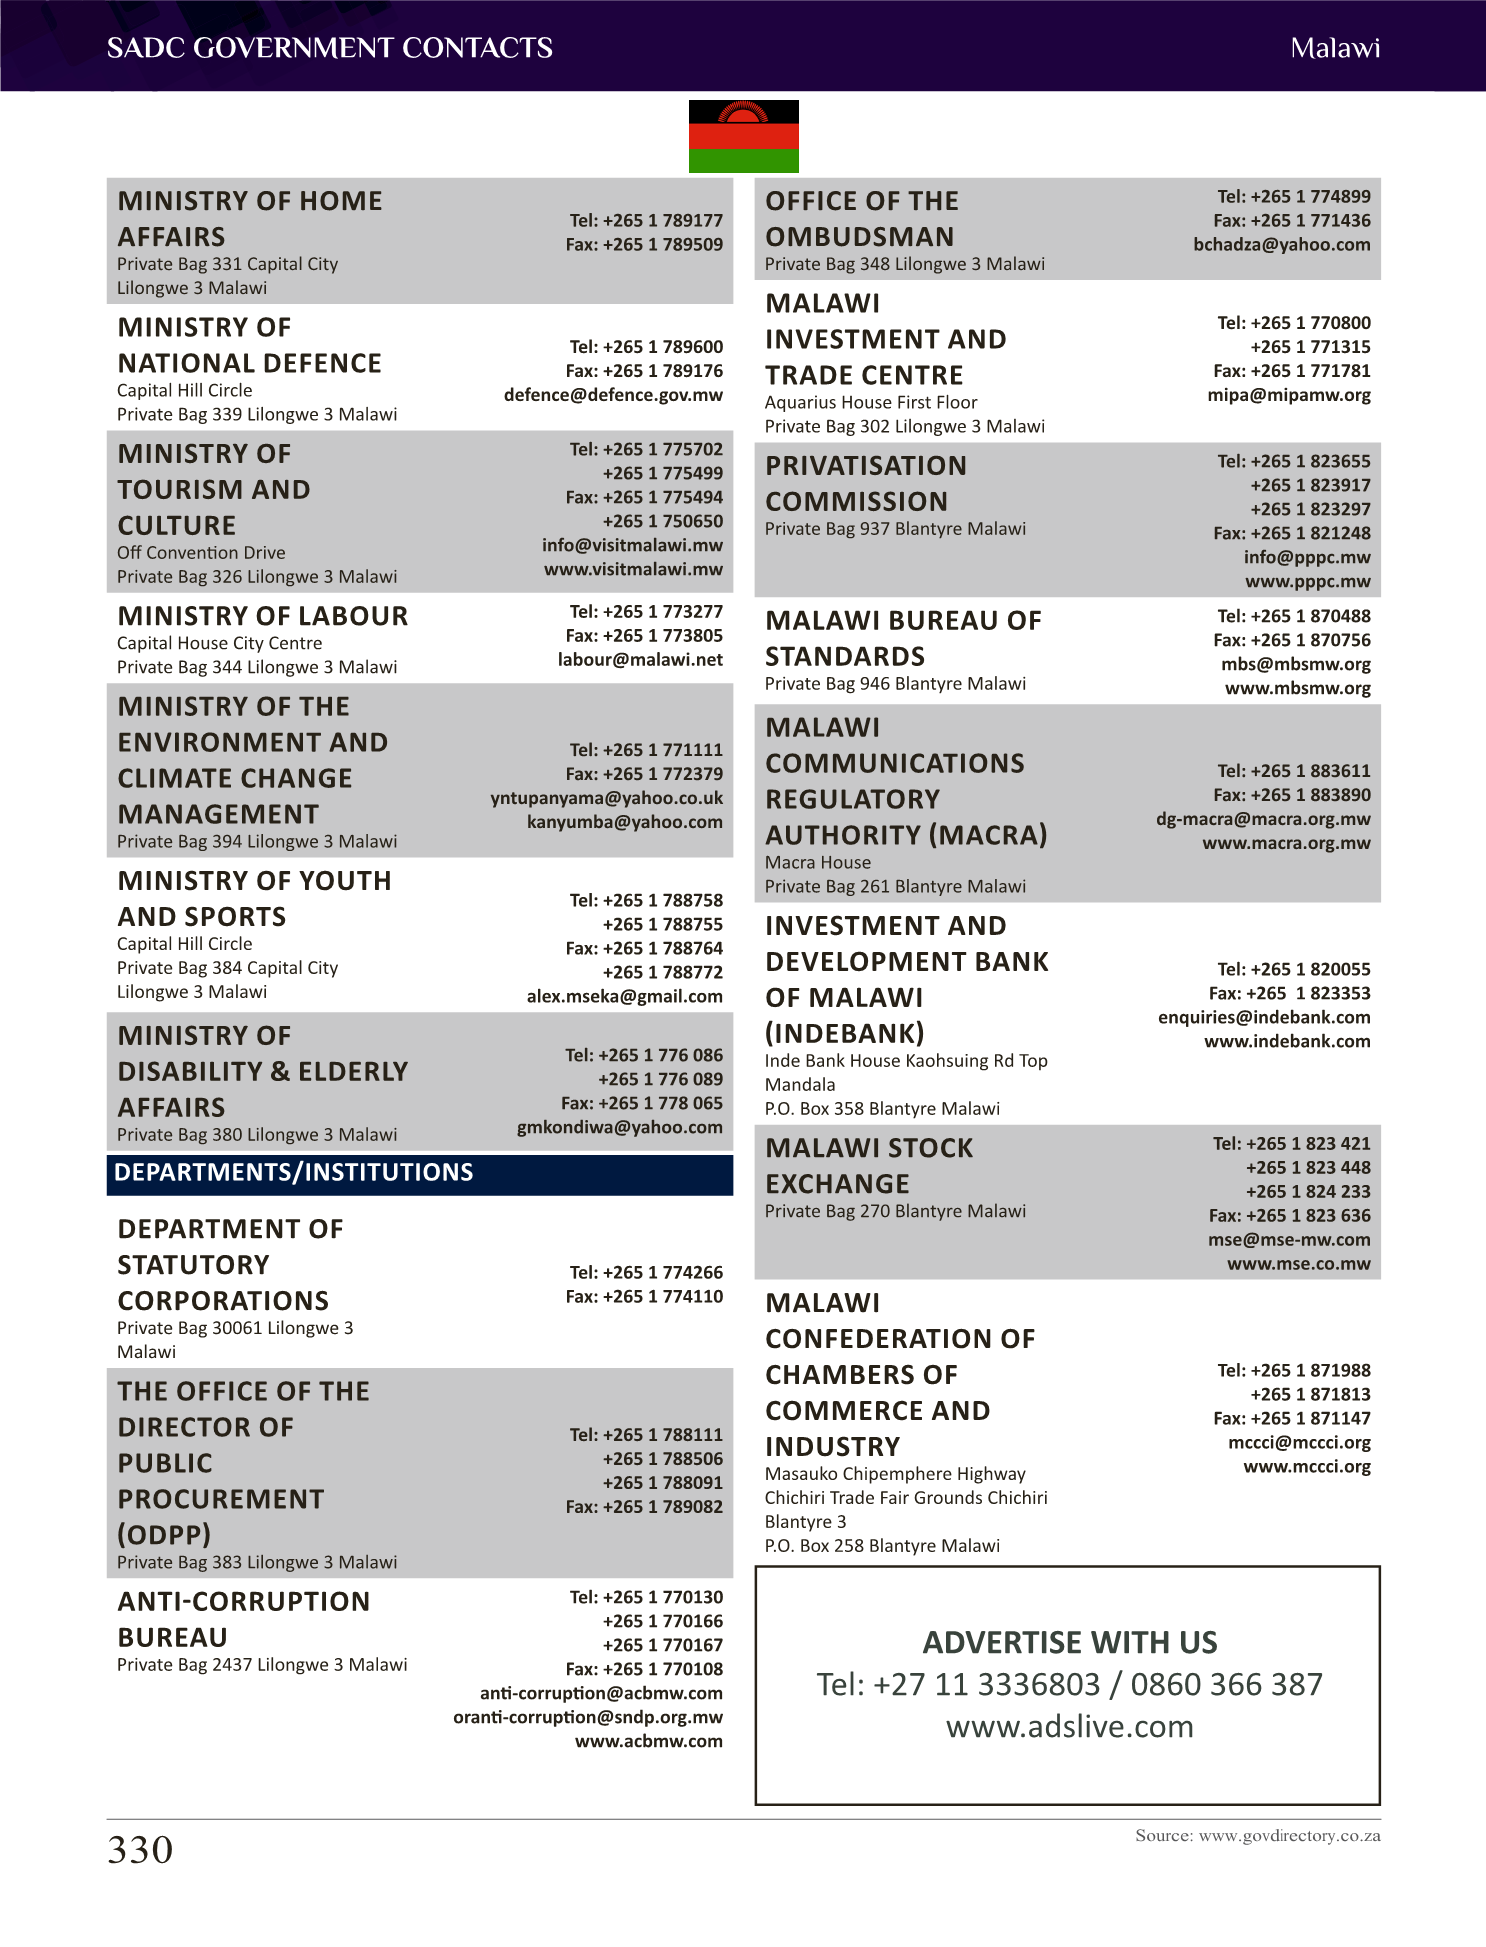 SADC GOVERNMENT CONTACTS
Malawi
MINISTRY OF HOME
AFFAIRS
Private Bag 331 Capital City
Lilongwe 3 Malawi
Tel: +265 1 789177
Fax: +265 1 789509
MINISTRY OF
NATIONAL DEFENCE
Capital Hill Circle
Private Bag 339 Lilongwe 3 Malawi
Tel: +265 1 789600
Fax: +265 1 789176
defence@defence.gov.mw
MINISTRY OF
TOURISM AND
CULTURE
Off Convention Drive
Private Bag 326 Lilongwe 3 Malawi
Tel: +265 1 775702
+265 1 775499
Fax: +265 1 775494
+265 1 750650
info@visitmalawi.mw
www.visitmalawi.mw
MINISTRY OF LABOUR
Capital House City Centre
Private Bag 344 Lilongwe 3 Malawi
Tel: +265 1 773277
Fax: +265 1 773805
labour@malawi.net
MINISTRY OF THE
ENVIRONMENT AND
CLIMATE CHANGE
MANAGEMENT
Private Bag 394 Lilongwe 3 Malawi
Tel: +265 1 771111
Fax: +265 1 772379
yntupanyama@yahoo.co.uk
kanyumba@yahoo.com
MINISTRY OF YOUTH
AND SPORTS
Capital Hill Circle
Private Bag 384 Capital City
Lilongwe 3 Malawi
Tel: +265 1 788758
+265 1 788755
Fax: +265 1 788764
+265 1 788772
alex.mseka@gmail.com
MINISTRY OF
DISABILITY & ELDERLY
AFFAIRS
Private Bag 380 Lilongwe 3 Malawi
Tel: +265 1 776 086
+265 1 776 089
Fax: +265 1 778 065
gmkondiwa@yahoo.com
DEPARTMENTS/INSTITUTIONS
DEPARTMENT OF
STATUTORY
CORPORATIONS
Private Bag 30061 Lilongwe 3
Malawi
Tel: +265 1 774266
Fax: +265 1 774110
THE OFFICE OF THE
DIRECTOR OF
PUBLIC
PROCUREMENT
(ODPP)
Private Bag 383 Lilongwe 3 Malawi
Tel: +265 1 788111
+265 1 788506
+265 1 788091
Fax: +265 1 789082
ANTI-CORRUPTION
BUREAU
Private Bag 2437 Lilongwe 3 Malawi
Tel: +265 1 770130
+265 1 770166
+265 1 770167
Fax: +265 1 770108
anti-corruption@acbmw.com
oranti-corruption@sndp.org.mw
www.acbmw.com
OFFICE OF THE
OMBUDSMAN
Private Bag 348 Lilongwe 3 Malawi
Tel: +265 1 774899
Fax: +265 1 771436
bchadza@yahoo.com
MALAWI
INVESTMENT AND
TRADE CENTRE
Aquarius House First Floor
Private Bag 302 Lilongwe 3 Malawi
Tel: +265 1 770800
+265 1 771315
Fax: +265 1 771781
mipa@mipamw.org
PRIVATISATION
COMMISSION
Private Bag 937 Blantyre Malawi
Tel: +265 1 823655
+265 1 823917
+265 1 823297
Fax: +265 1 821248
info@pppc.mw
www.pppc.mw
MALAWI BUREAU OF
STANDARDS
Private Bag 946 Blantyre Malawi
Tel: +265 1 870488
Fax: +265 1 870756
mbs@mbsmw.org
www.mbsmw.org
MALAWI
COMMUNICATIONS
REGULATORY
AUTHORITY (MACRA)
Macra House
Private Bag 261 Blantyre Malawi
Tel: +265 1 883611
Fax: +265 1 883890
dg-macra@macra.org.mw
www.macra.org.mw
INVESTMENT AND
DEVELOPMENT BANK
OF MALAWI
(INDEBANK)
Inde Bank House Kaohsuing Rd Top
Mandala
P.O. Box 358 Blantyre Malawi
Tel: +265 1 820055
Fax: +265  1 823353
enquiries@indebank.com
www.indebank.com
MALAWI STOCK
EXCHANGE
Private Bag 270 Blantyre Malawi
Tel: +265 1 823 421
+265 1 823 448
+265 1 824 233
Fax: +265 1 823 636
mse@mse-mw.com
www.mse.co.mw
MALAWI
CONFEDERATION OF
CHAMBERS OF
COMMERCE AND
INDUSTRY
Masauko Chipemphere Highway
Chichiri Trade Fair Grounds Chichiri
Blantyre 3
P.O. Box 258 Blantyre Malawi
Tel: +265 1 871988
+265 1 871813
Fax: +265 1 871147
mccci@mccci.org
www.mccci.org
ADVERTISE WITH US
Tel: +27 11 3336803 / 0860 366 387
www.adslive.com
330
Source: www.govdirectory.co.za